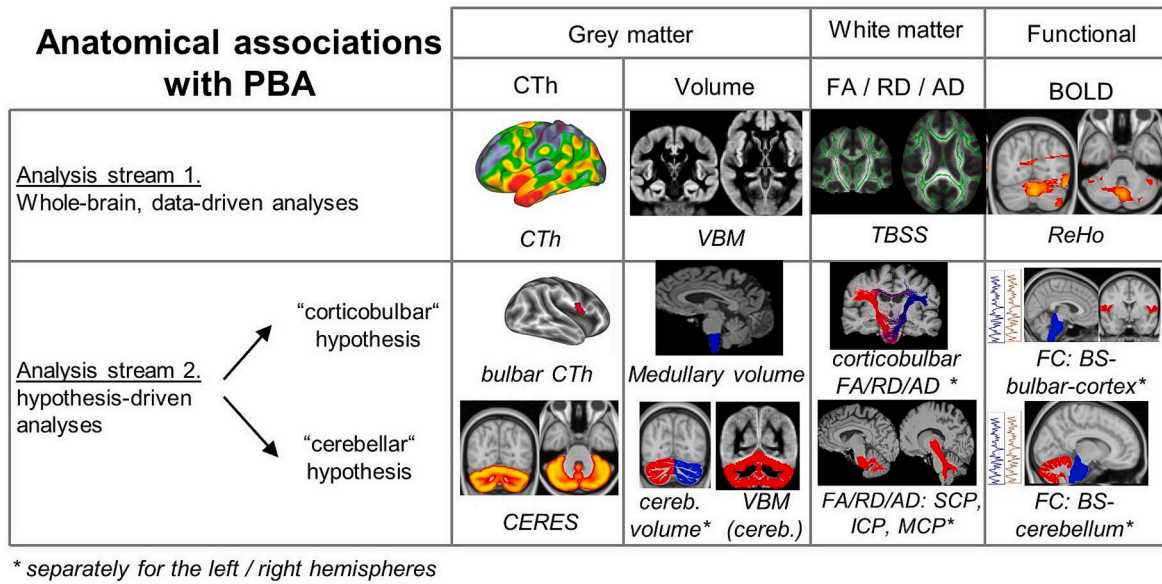 Anatomical associations
with PBA
Grey matter
White matter
Functional
CTh
Volume
FA / RD / AD
BOLD
Analysis stream 1.
Whole-brain, data-driven analyses
CTh
VBM
TBSS
ReHo
Analysis stream 2.
hypothesis-driven
analyses
"corticobulbar"
hypothesis
bulbar CTh
Medullary volume
corticobulbar
FA/RD/AD *
FC: BS-
bulbar-cortex*
"cerebellar"
hypothesis
CERES
cereb.
volume*
VBM
(cereb.)
FA/RD/AD: SCP,
ICP, MCP*
FC: BS-
cerebellum*
* separately for the left / right hemispheres